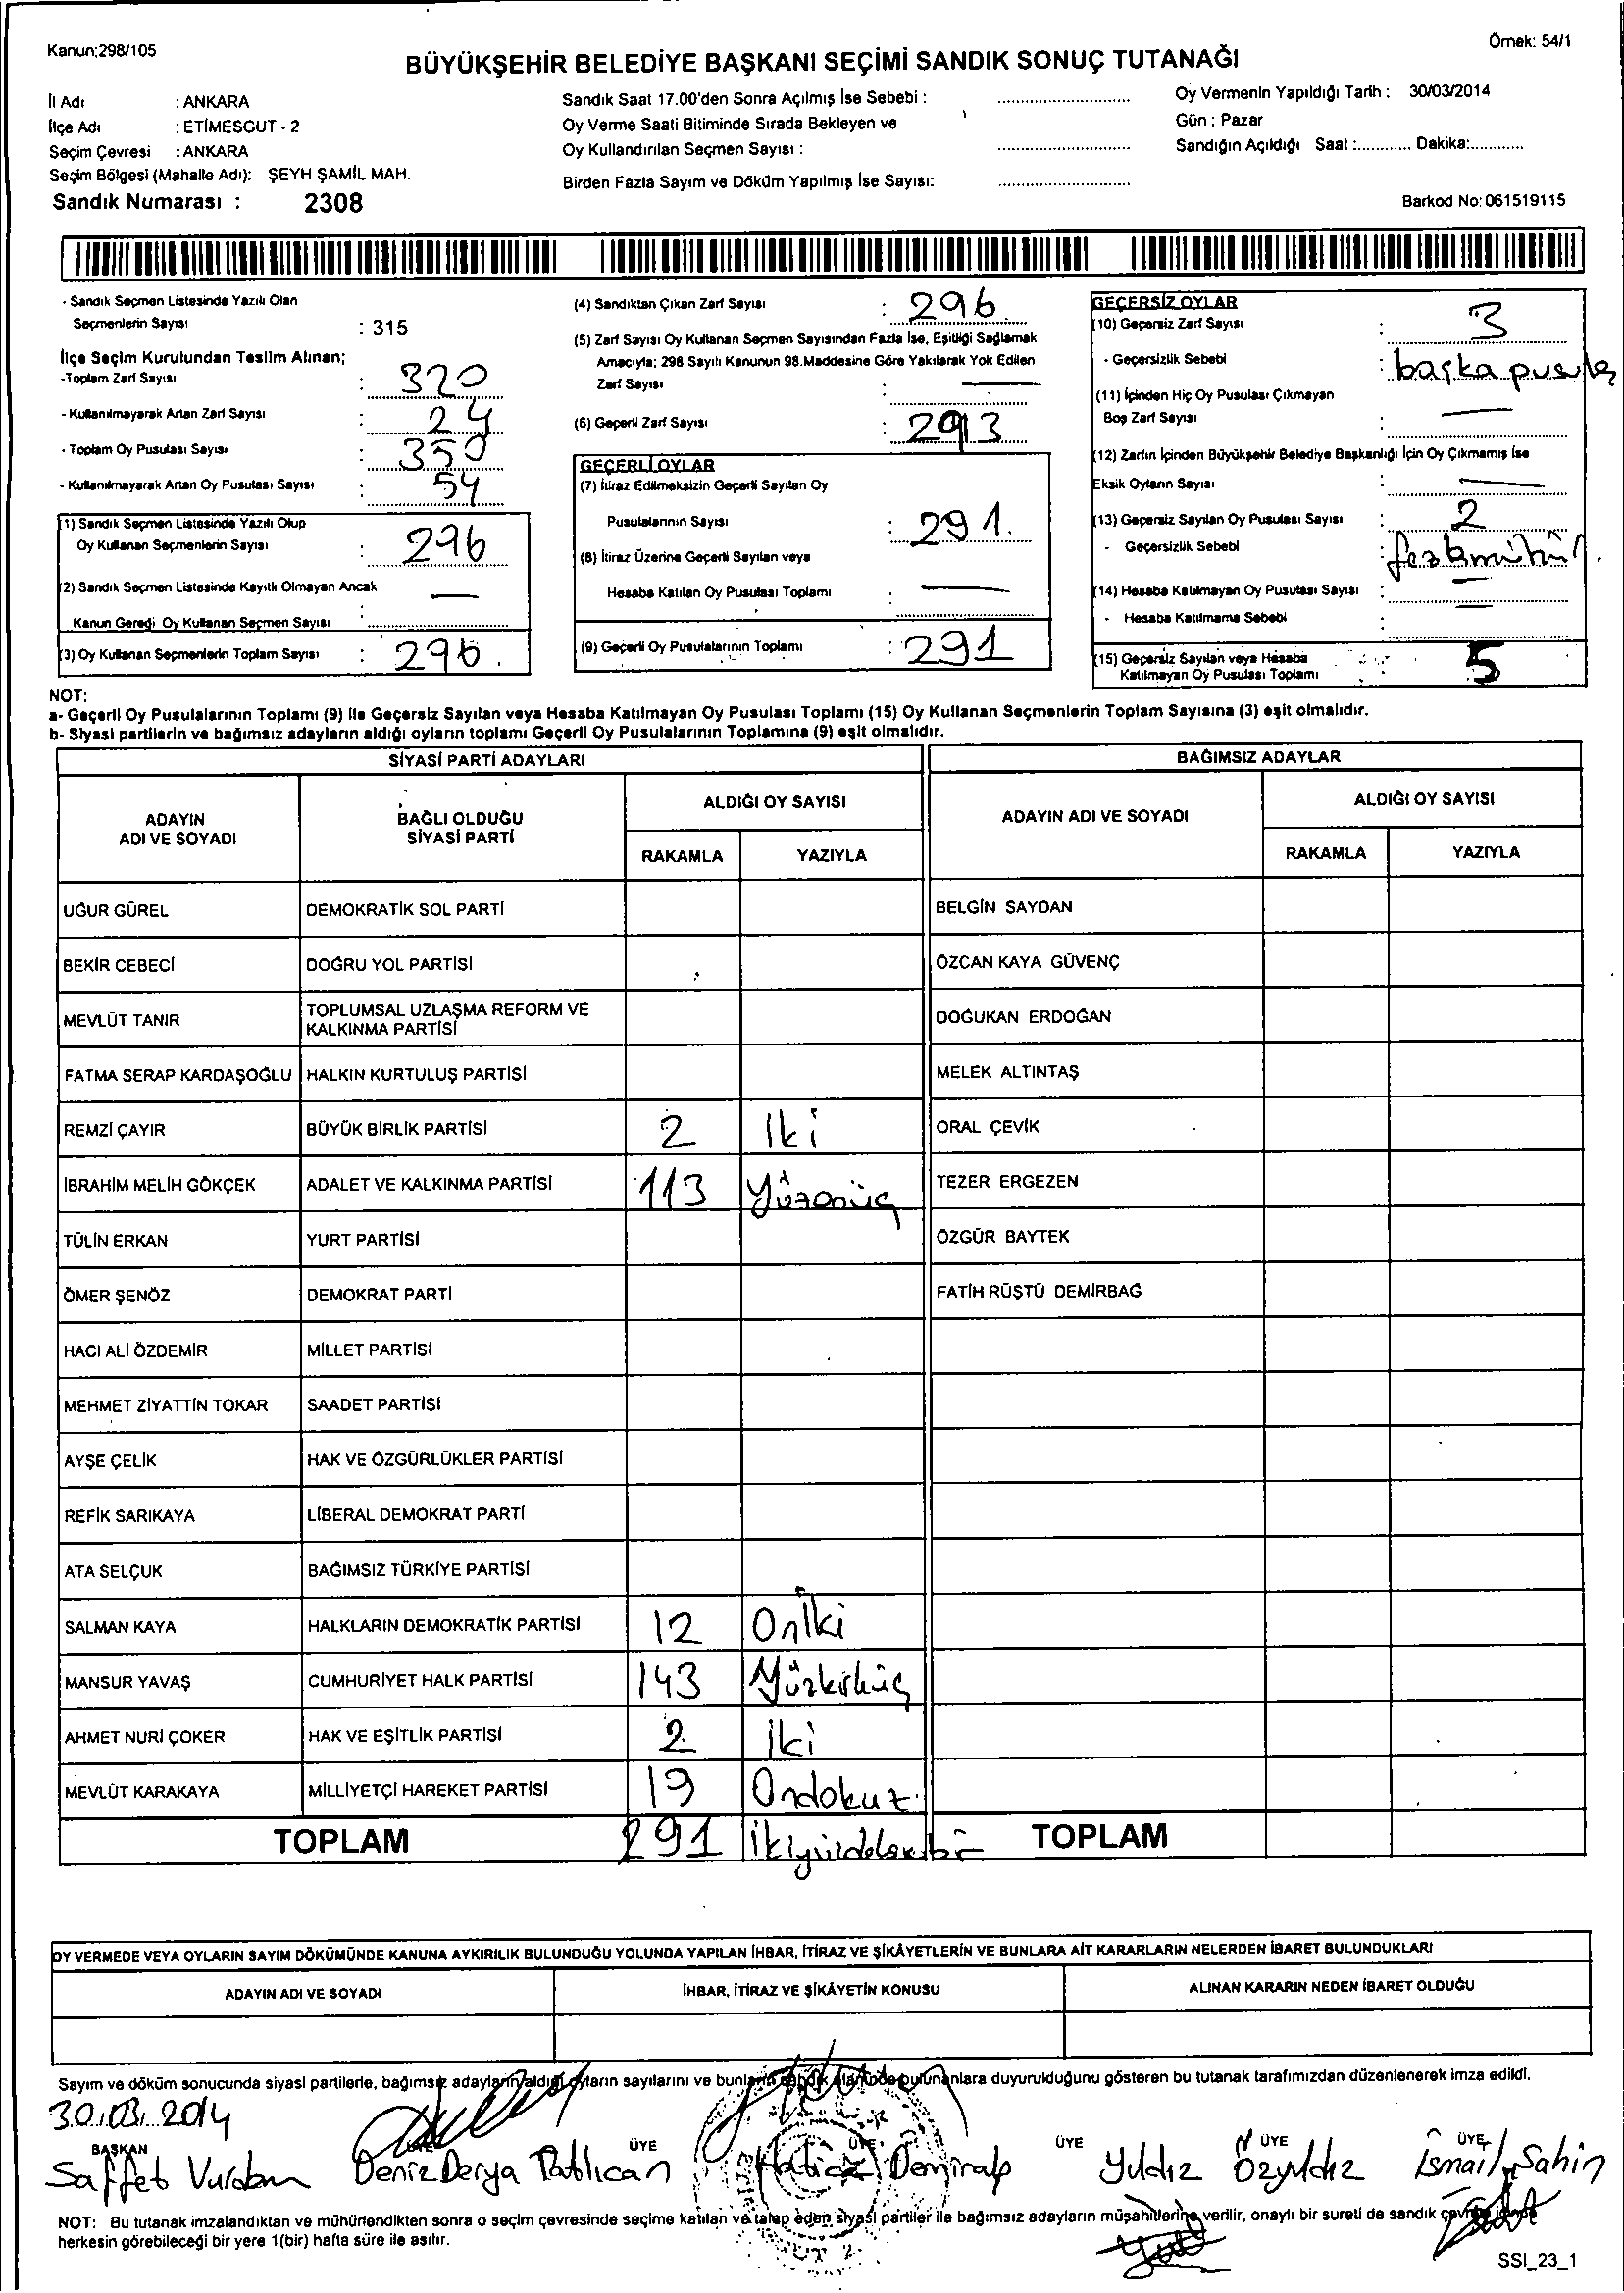 Kanun;298/105
Örnek: 54/1
BÜYÜKŞEHİR BELEDİYE BAŞKANI SEÇİMİ SANDIK SONUÇ TUTANAĞI
İl Adı : ANKARA
İlçe Adı : ETİMESGUT - 2
Seçim Çevresi : ANKARA
Seçim Bölgesi (Mahalle Adı): ŞEYH ŞAMİL MAH.
Sandık Numarası : 2308
Sandık Saat 17.00'den Sonra Açılmış İse Sebebi :
Oy Verme Saati Bitiminde Sırada Bekleyen ve
Oy Kullandırılan Seçmen Sayısı :
Birden Fazla Sayım ve Döküm Yapılmış İse Sayısı:
Oy Vermenin Yapıldığı Tarih : 30/03/2014
Gün : Pazar
Sandığın Açıldığı Saat :............ Dakika:............
Barkod No: 061519115
- Sandık Seçmen Listesinde Yazılı Olan
Seçmenlerin Sayısı : 315
İlçe Seçim Kurulundan Teslim Alınan;
-Toplam Zarf Sayısı : 320
- Kullanılmayarak Artan Zarf Sayısı : 24
- Toplam Oy Pusulası Sayısı : 350
- Kullanılmayarak Artan Oy Pusulası Sayısı : 54
(1) Sandık Seçmen Listesinde Yazılı Olup
Oy Kullanan Seçmenlerin Sayısı : 296
(2) Sandık Seçmen Listesinde Kayıtlı Olmayan Ancak
Kanun Gereği Oy Kullanan Seçmen Sayısı : —
(3) Oy Kullanan Seçmenlerin Toplam Sayısı : 296.
(4) Sandıktan Çıkan Zarf Sayısı : 296
(5) Zarf Sayısı Oy Kullanan Seçmen Sayısından Fazla İse, Eşitliği Sağlamak
Amacıyla; 298 Sayılı Kanunun 98.Maddesine Göre Yakılarak Yok Edilen
Zarf Sayısı : —
(6) Geçerli Zarf Sayısı : 293
GEÇERLİ OYLAR
(7) İtiraz Edilmeksizin Geçerli Sayılan Oy
Pusulalarının Sayısı : 291.
(8) İtiraz Üzerine Geçerli Sayılan veya
Hesaba Katılan Oy Pusulası Toplamı : —
(9) Geçerli Oy Pusulalarının Toplamı : 291
GEÇERSİZ OYLAR
(10) Geçersiz Zarf Sayısı : 3
- Geçersizlik Sebebi : başka pusula
(11) İçinden Hiç Oy Pusulası Çıkmayan
Boş Zarf Sayısı : —
(12) Zarfın İçinden Büyükşehir Belediye Başkanlığı İçin Oy Çıkmamış İse
Eksik Oyların Sayısı : —
(13) Geçersiz Sayılan Oy Pusulası Sayısı : 2
- Geçersizlik Sebebi :
(14) Hesaba Katılmayan Oy Pusulası Sayısı : —
- Hesaba Katılmama Sebebi : —
(15) Geçersiz Sayılan veya Hesaba
Katılmayan Oy Pusulası Toplamı : 5
NOT:
a- Geçerli Oy Pusulalarının Toplamı (9) ile Geçersiz Sayılan veya Hesaba Katılmayan Oy Pusulası Toplamı (15) Oy Kullanan Seçmenlerin Toplam Sayısına (3) eşit olmalıdır.
b- Siyasi partilerin ve bağımsız adayların aldığı oyların toplamı Geçerli Oy Pusulalarının Toplamına (9) eşit olmalıdır.
SİYASİ PARTİ ADAYLARI BAĞIMSIZ ADAYLAR
ADAYIN ADI VE SOYADI BAĞLI OLDUĞU SİYASİ PARTİ ALDIĞI OY SAYISI ADAYIN ADI VE SOYADI ALDIĞI OY SAYISI
RAKAMLA YAZIYLA RAKAMLA YAZIYLA
UĞUR GÜREL DEMOKRATİK SOL PARTİ BELGİN SAYDAN
BEKİR CEBECİ DOĞRU YOL PARTİSİ ÖZCAN KAYA GÜVENÇ
MEVLÜT TANIR TOPLUMSAL UZLAŞMA REFORM VE KALKINMA PARTİSİ DOĞUKAN ERDOĞAN
FATMA SERAP KARDAŞOĞLU HALKIN KURTULUŞ PARTİSİ MELEK ALTINTAŞ
REMZİ ÇAYIR BÜYÜK BİRLİK PARTİSİ 2 İki ORAL ÇEVİK
İBRAHİM MELİH GÖKÇEK ADALET VE KALKINMA PARTİSİ 113 Yüzonüç TEZER ERGEZEN
TÜLİN ERKAN YURT PARTİSİ ÖZGÜR BAYTEK
ÖMER ŞENÖZ DEMOKRAT PARTİ FATİH RÜŞTÜ DEMİRBAĞ
HACI ALİ ÖZDEMİR MİLLET PARTİSİ
MEHMET ZİYATTİN TOKAR SAADET PARTİSİ
AYŞE ÇELİK HAK VE ÖZGÜRLÜKLER PARTİSİ
REFİK SARIKAYA LİBERAL DEMOKRAT PARTİ
ATA SELÇUK BAĞIMSIZ TÜRKİYE PARTİSİ
SALMAN KAYA HALKLARIN DEMOKRATİK PARTİSİ 12 Oniki
MANSUR YAVAŞ CUMHURİYET HALK PARTİSİ 143 Yüzkırküç
AHMET NURİ ÇOKER HAK VE EŞİTLİK PARTİSİ 2 iki
MEVLÜT KARAKAYA MİLLİYETÇİ HAREKET PARTİSİ 19 Ondokuz
TOPLAM 291 İkiyüzdoksanbir TOPLAM
OY VERMEDE VEYA OYLARIN SAYIM DÖKÜMÜNDE KANUNA AYKIRILIK BULUNDUĞU YOLUNDA YAPILAN İHBAR, İTİRAZ VE ŞİKÂYETLERİN VE BUNLARA AİT KARARLARIN NELERDEN İBARET BULUNDUKLARI
ADAYIN ADI VE SOYADI İHBAR, İTİRAZ VE ŞİKÂYETİN KONUSU ALINAN KARARIN NEDEN İBARET OLDUĞU
Sayım ve döküm sonucunda siyasi partilerle, bağımsız adayların aldığı oyların sayılarını ve bunların sandık alanında bulunanlara duyurulduğunu gösteren bu tutanak tarafımızdan düzenlenerek imza edildi.
30.03.2014
BAŞKAN ÜYE ÜYE ÜYE ÜYE ÜYE
Saffet Deniz Derya Patlıcan Hatice Demiralp Yıldız Özyıldız İsmail Şahin
NOT: Bu tutanak imzalandıktan ve mühürlendikten sonra o seçim çevresinde seçime katılan ve talep eden siyasi partiler ile bağımsız adayların müşahitlerine verilir, onaylı bir sureti de sandık çevresinde
herkesin görebileceği bir yere 1(bir) hafta süre ile asılır.
SSI_23_1